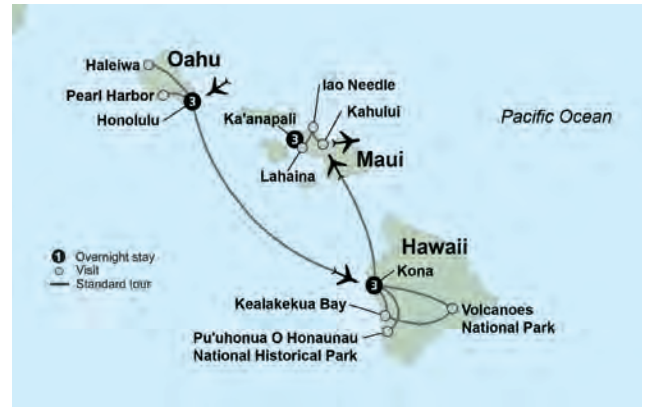 Oahu
Haleiwa
Pearl Harbor
3
Honolulu
Iao Needle
Ka'anapali
Kahului
3
Lahaina
Maui
Pacific Ocean
Hawaii
Kona
3
Kealakekua Bay
Volcanoes
National Park
Pu'uhonua O Honaunau
National Historical Park
1 Overnight stay
Visit
Standard tour